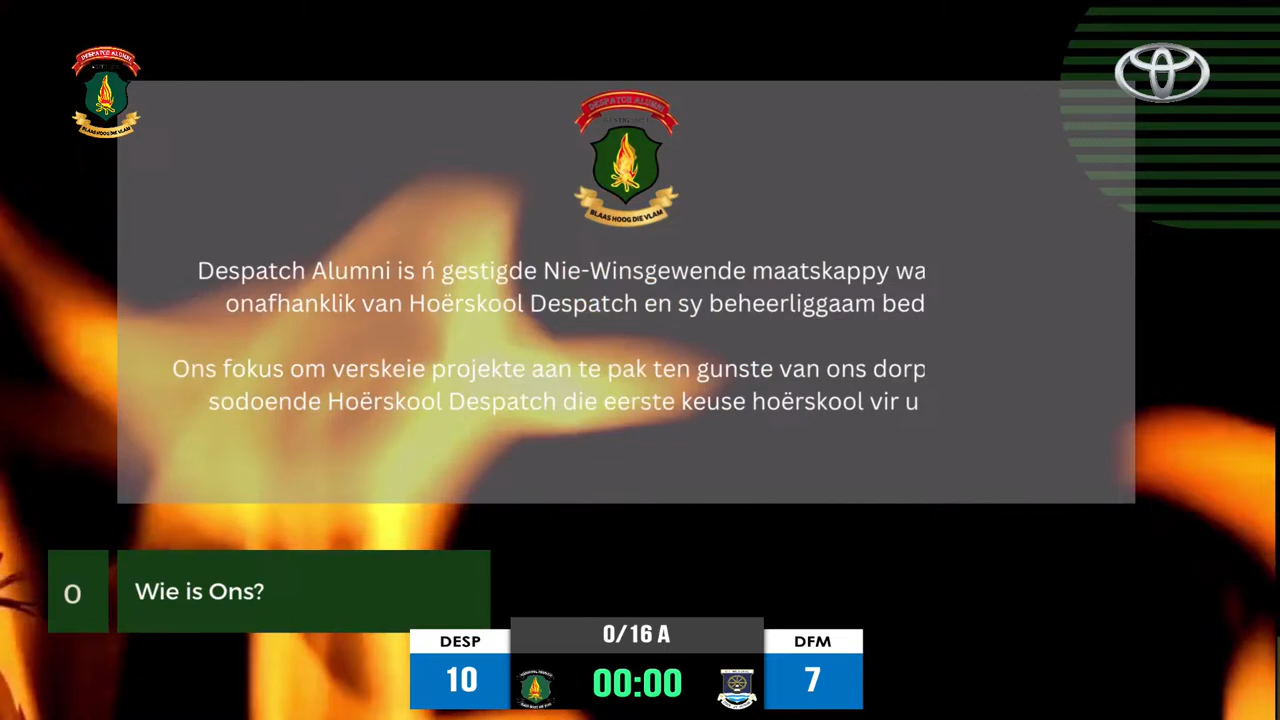 DESPATCH ALUMNI
BLAAS HOOG DIE VLAM
DESPATCH ALUMNI
BLAAS HOOG DIE VLAM
Despatch Alumni is ń gestigde Nie-Winsgewende maatskappy wa
onafhanklik van Hoërskool Despatch en sy beheerliggaam bed
Ons fokus om verskeie projekte aan te pak ten gunste van ons dorp
sodoende Hoërskool Despatch die eerste keuse hoërskool vir u
O
Wie is Ons?
0/16 A
DESP
DFM
10
00:00
7